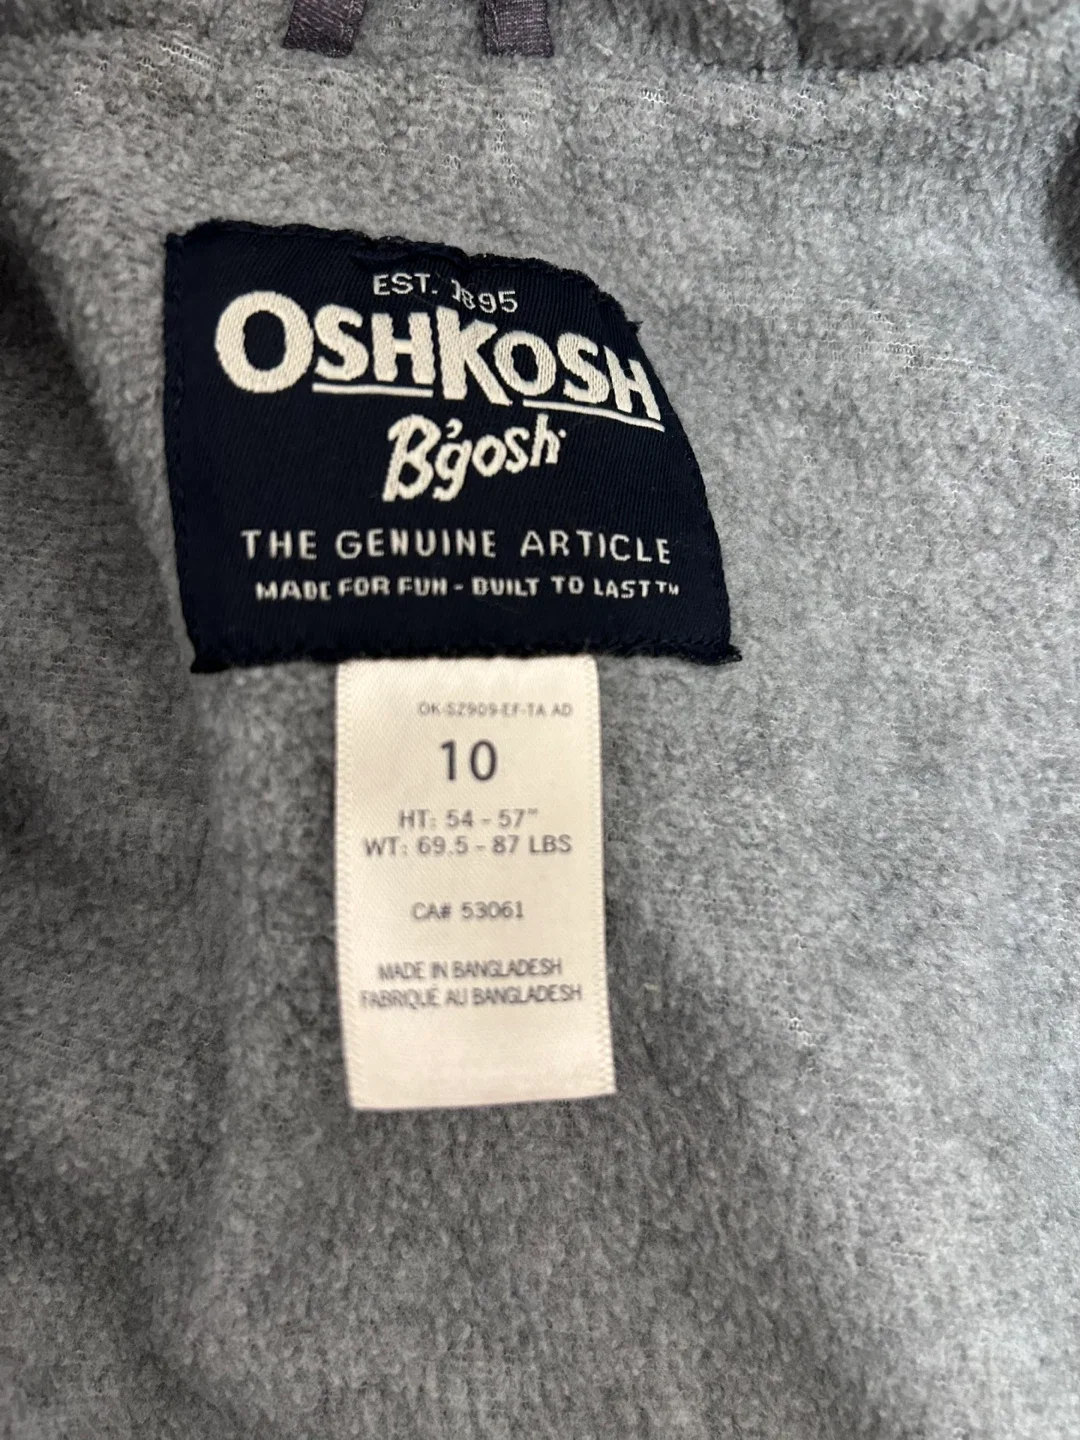 EST. 1895
OSHKOSH
B'gosh
THE GENUINE ARTICLE
MADE FOR FUN - BUILT TO LAST™
OK-SZ909-EF-TA AD
10
HT: 54 - 57"
WT: 69.5 - 87 LBS
CA# 53061
MADE IN BANGLADESH
FABRIQUÉ AU BANGLADESH